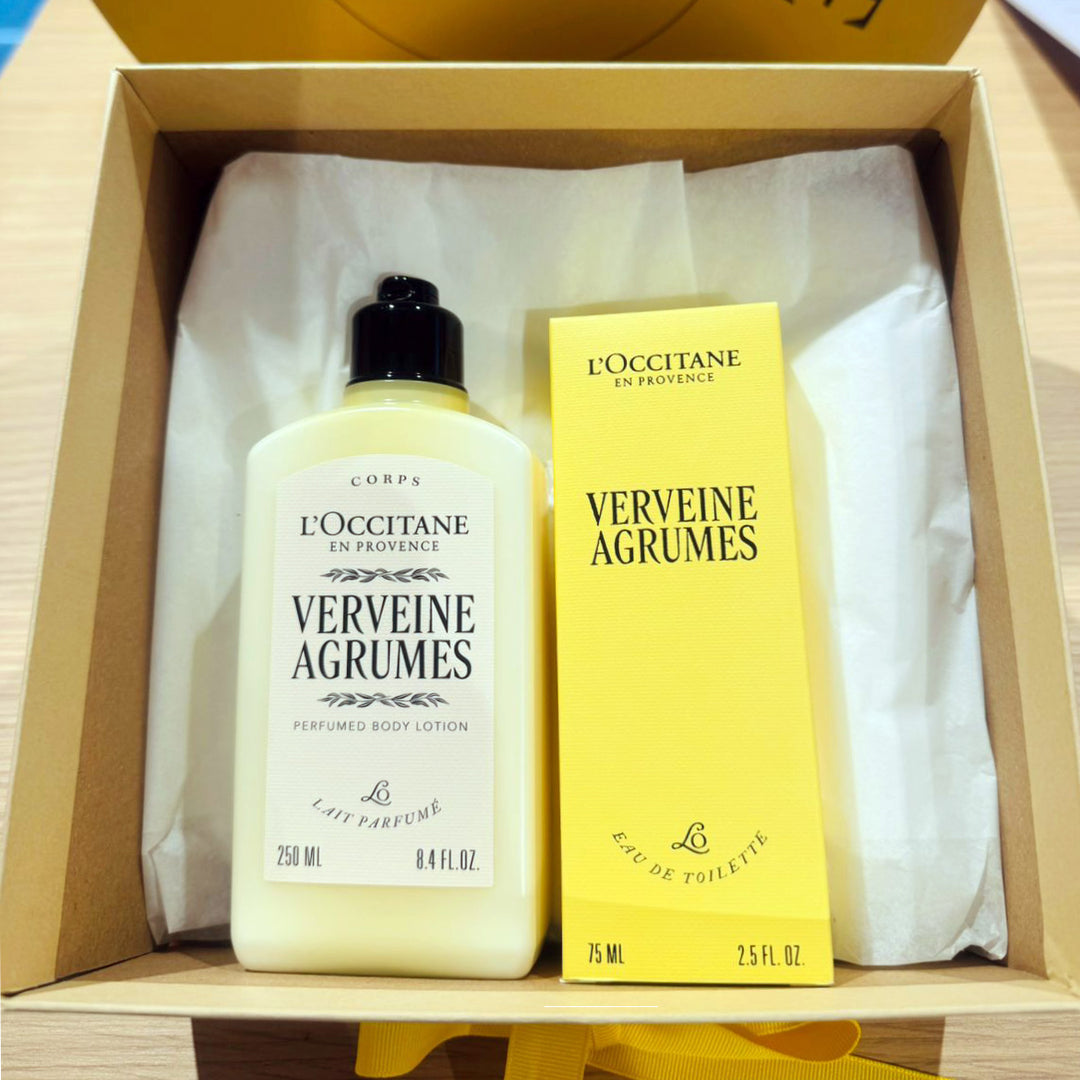 CORPS
L'OCCITANE
EN PROVENCE
VERVEINE
AGRUMES
PERFUMED BODY LOTION
LO
LAIT PARFUMÉ
250 ML
8.4 FL.OZ.
L'OCCITANE
EN PROVENCE
VERVEINE
AGRUMES
LO
EAU DE TOILETTE
75 ML
2.5 FL. OZ.